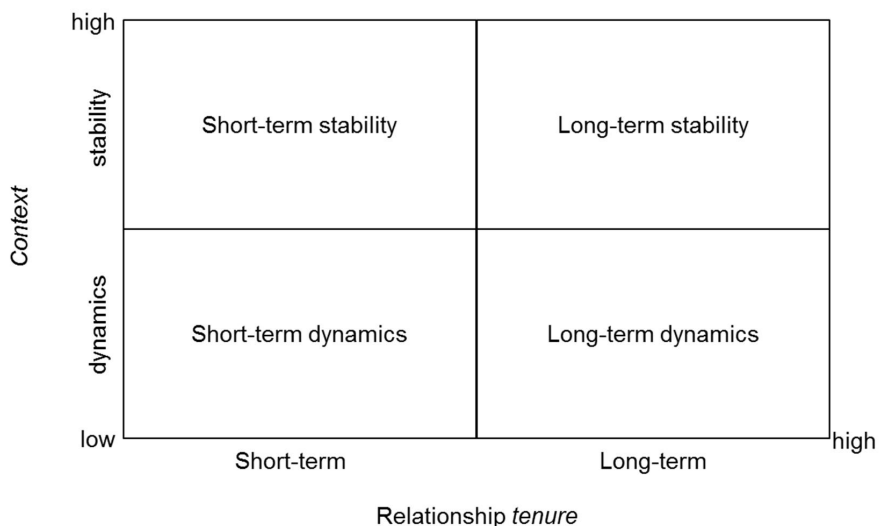 high
stability
Short-term stability
Long-term stability
Context
dynamics
Short-term dynamics
Long-term dynamics
low
high
Short-term
Long-term
Relationship tenure